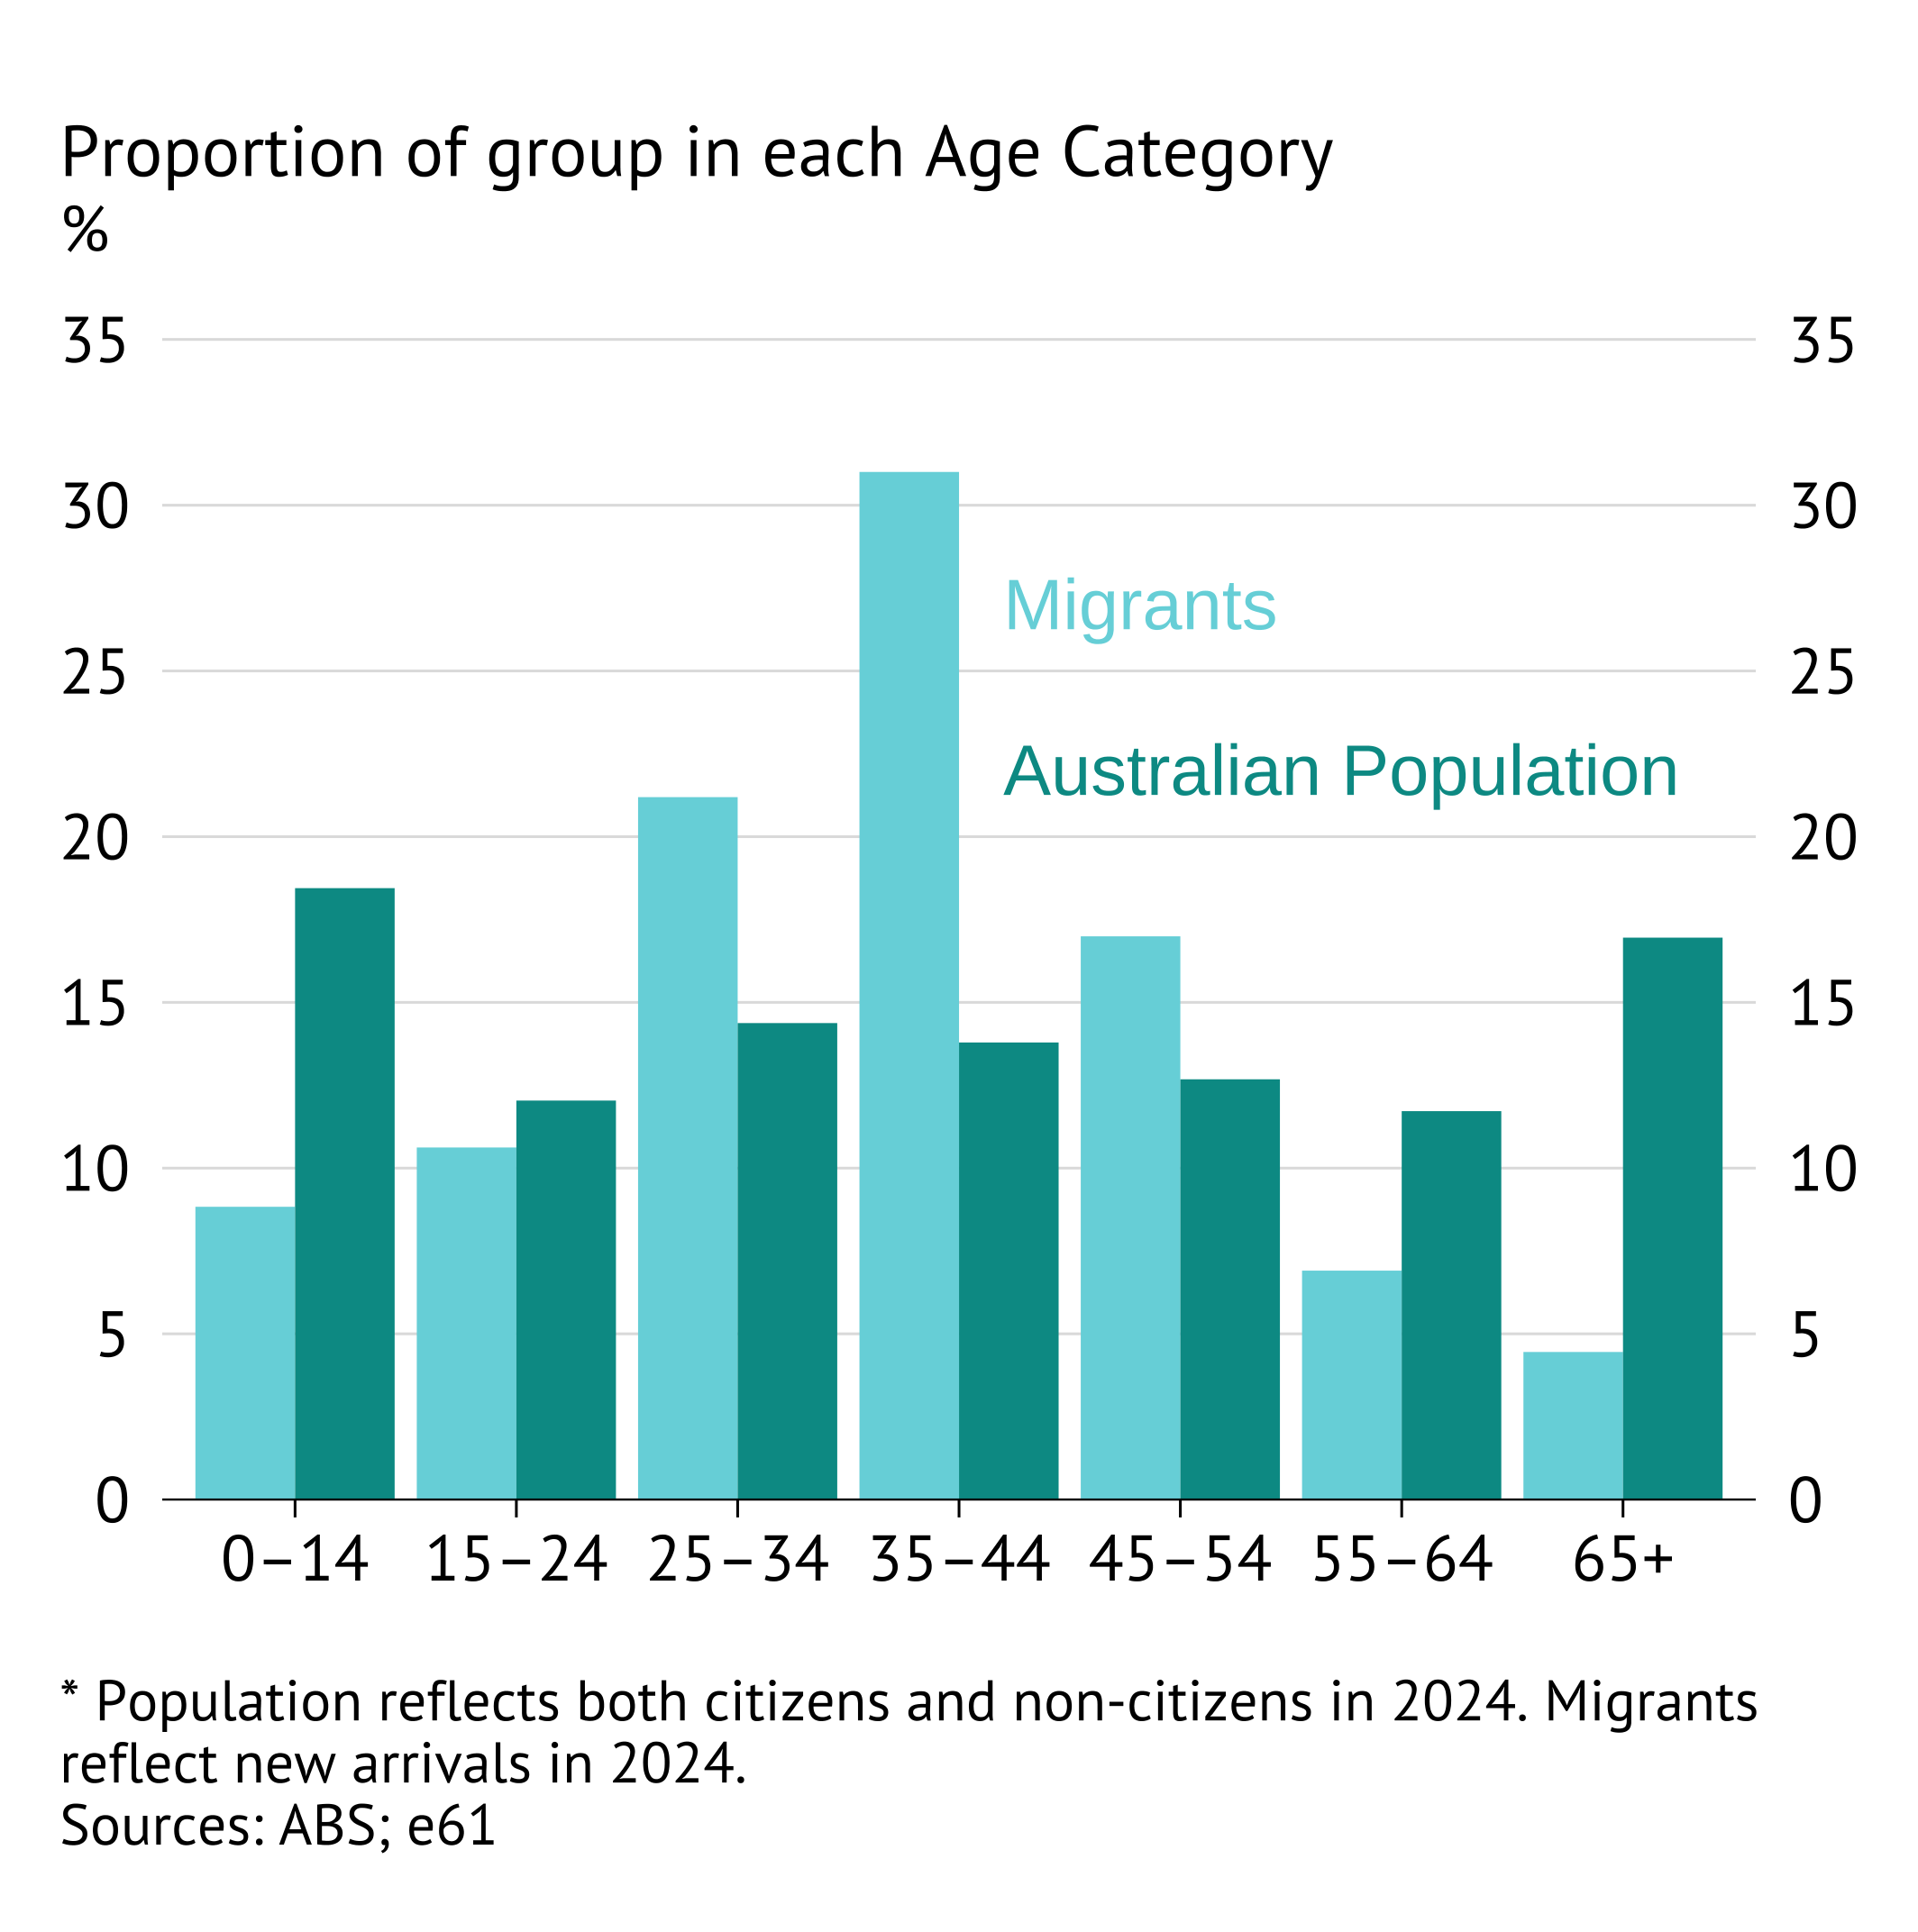 Proportion of group in each Age Category
%
35 35
30 30
Migrants
25 25
Australian Population
20 20
15 15
10 10
5 5
0 0
0–14 15–24 25–34 35–44 45–54 55–64 65+
* Population reflects both citizens and non-citizens in 2024. Migrants
reflect new arrivals in 2024.
Sources: ABS; e61